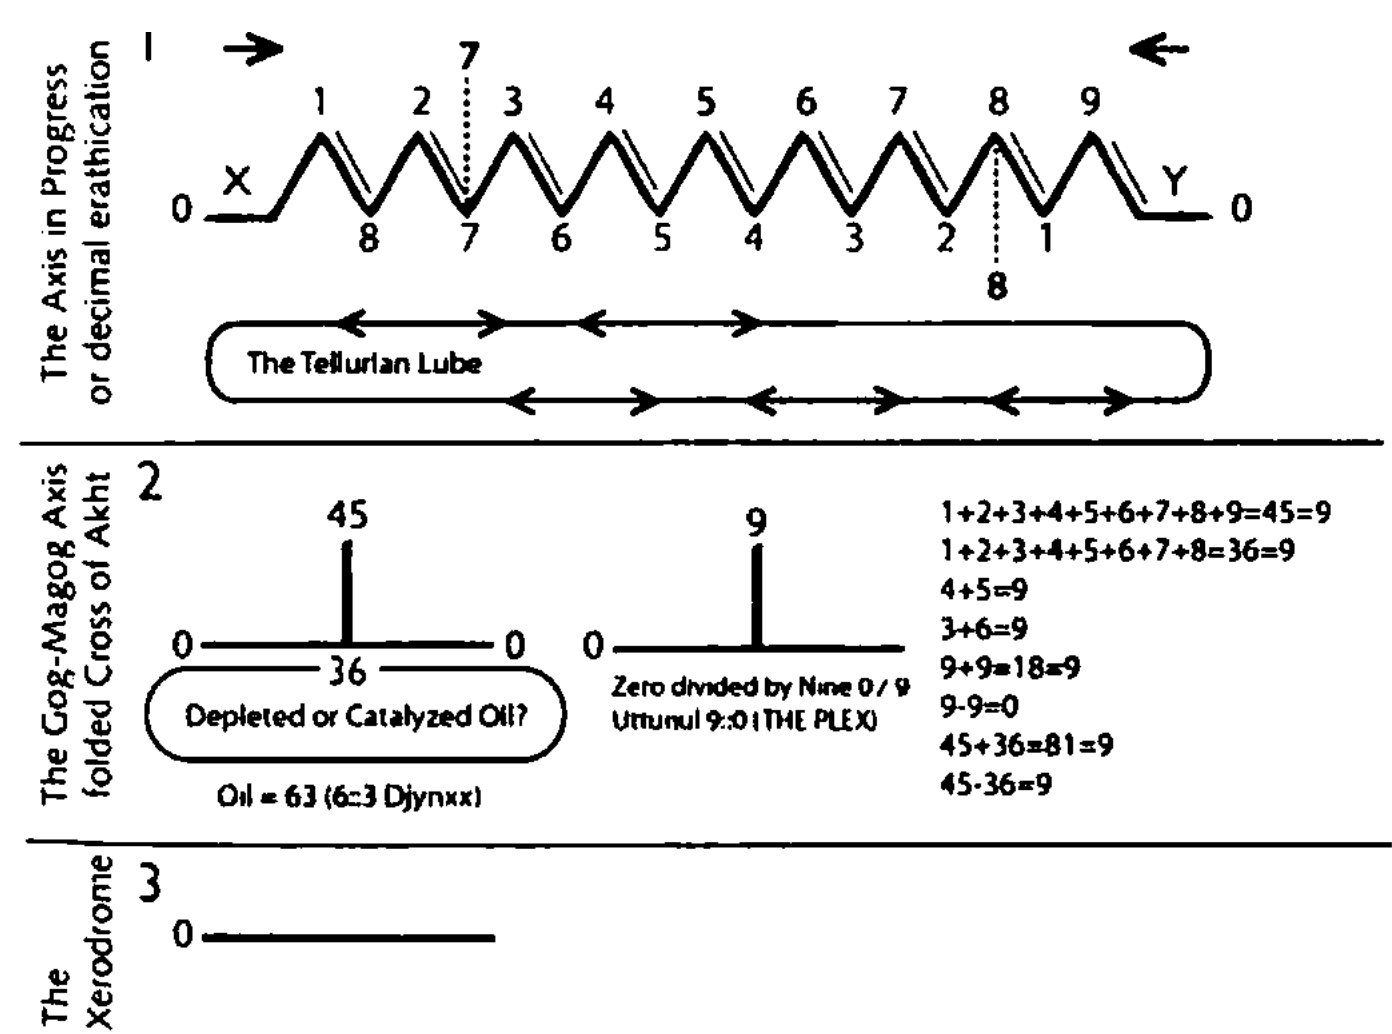 The Axis in Progress
or decimal erathication
1
7
1 2 3 4 5 6 7 8 9
X Y
0 0
8 7 6 5 4 3 2 1
8
The Tellurian Lube
The Gog-Magog Axis
folded Cross of Akht
2
45
0 0
36
Depleted or Catalyzed Oil?
Oil = 63 (6::3 Djynxx)
9
0
Zero divided by Nine 0 / 9
Uttunul 9::0 (THE PLEX)
1+2+3+4+5+6+7+8+9=45=9
1+2+3+4+5+6+7+8=36=9
4+5=9
3+6=9
9+9=18=9
9-9=0
45+36=81=9
45-36=9
The
Xerodrome
3
0